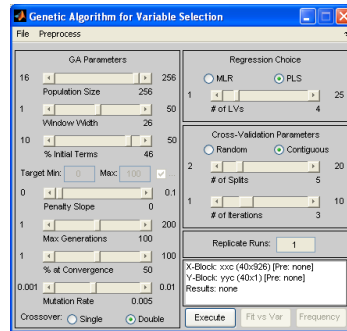 Genetic Algorithm for Variable Selection
File Preprocess
GA Parameters
16 256
Population Size 256
1 50
Window Width 26
10 50
% Initial Terms 46
Target Min: 0 Max: 100
0 0.1
Penalty Slope 0
1 200
Max Generations 100
1 100
% at Convergence 50
0.001 0.01
Mutation Rate 0.005
Crossover: Single Double
Regression Choice
MLR PLS
1 25
# of LVs 4
Cross-Validation Parameters
Random Contiguous
2 20
# of Splits 5
1 10
# of Iterations 3
Replicate Runs: 1
X-Block: xxc (40x926) [Pre: none]
Y-Block: yyc (40x1) [Pre: none]
Results: none
Execute Fit vs Var Frequency